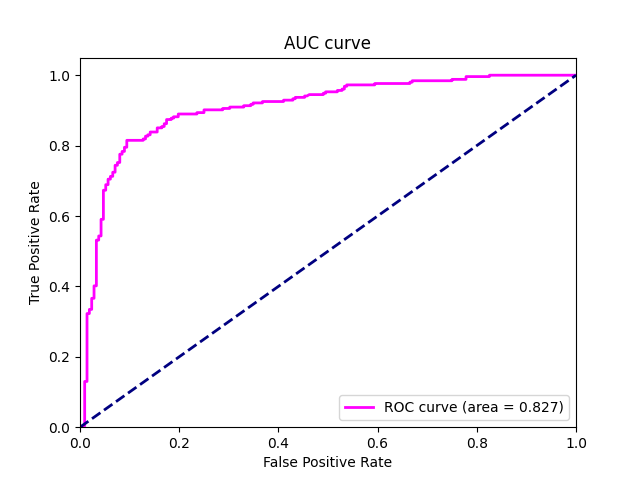 AUC curve
1.0
0.8
0.6
0.4
0.2
0.0
True Positive Rate
ROC curve (area = 0.827)
0.0 0.2 0.4 0.6 0.8 1.0
False Positive Rate